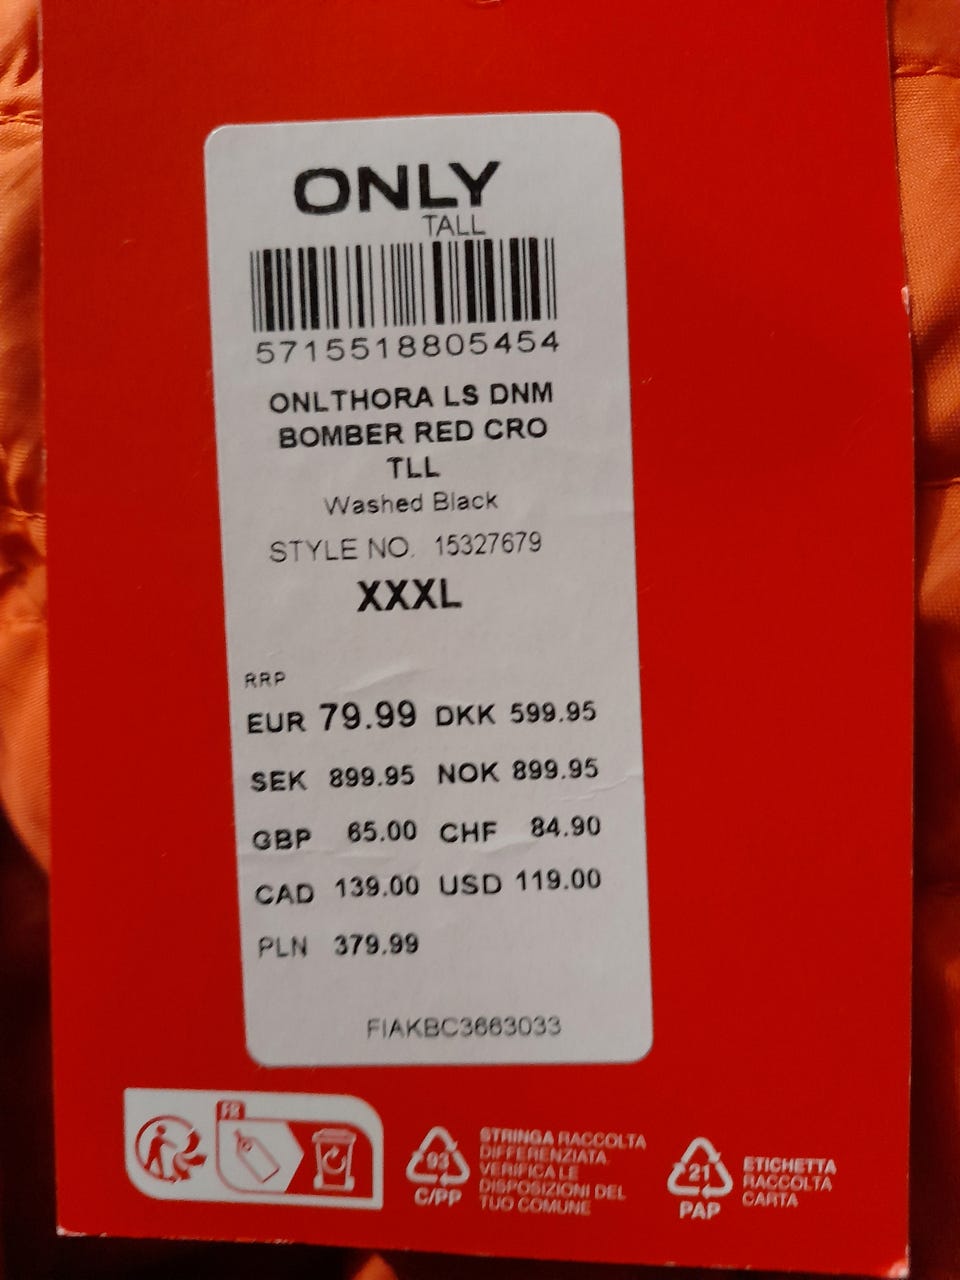 ONLY
TALL
5715518805454
ONLTHORA LS DNM
BOMBER RED CRO
TLL
Washed Black
STYLE NO. 15327679
XXXL
RRP
EUR 79.99 DKK 599.95
SEK 899.95 NOK 899.95
GBP 65.00 CHF 84.90
CAD 139.00 USD 119.00
PLN 379.99
FIAKBC3663033
FR
93
C/PP
STRINGA RACCOLTA
DIFFERENZIATA.
VERIFICA LE
DISPOSIZIONI DEL
TUO COMUNE
21
PAP
ETICHETTA
RACCOLTA
CARTA